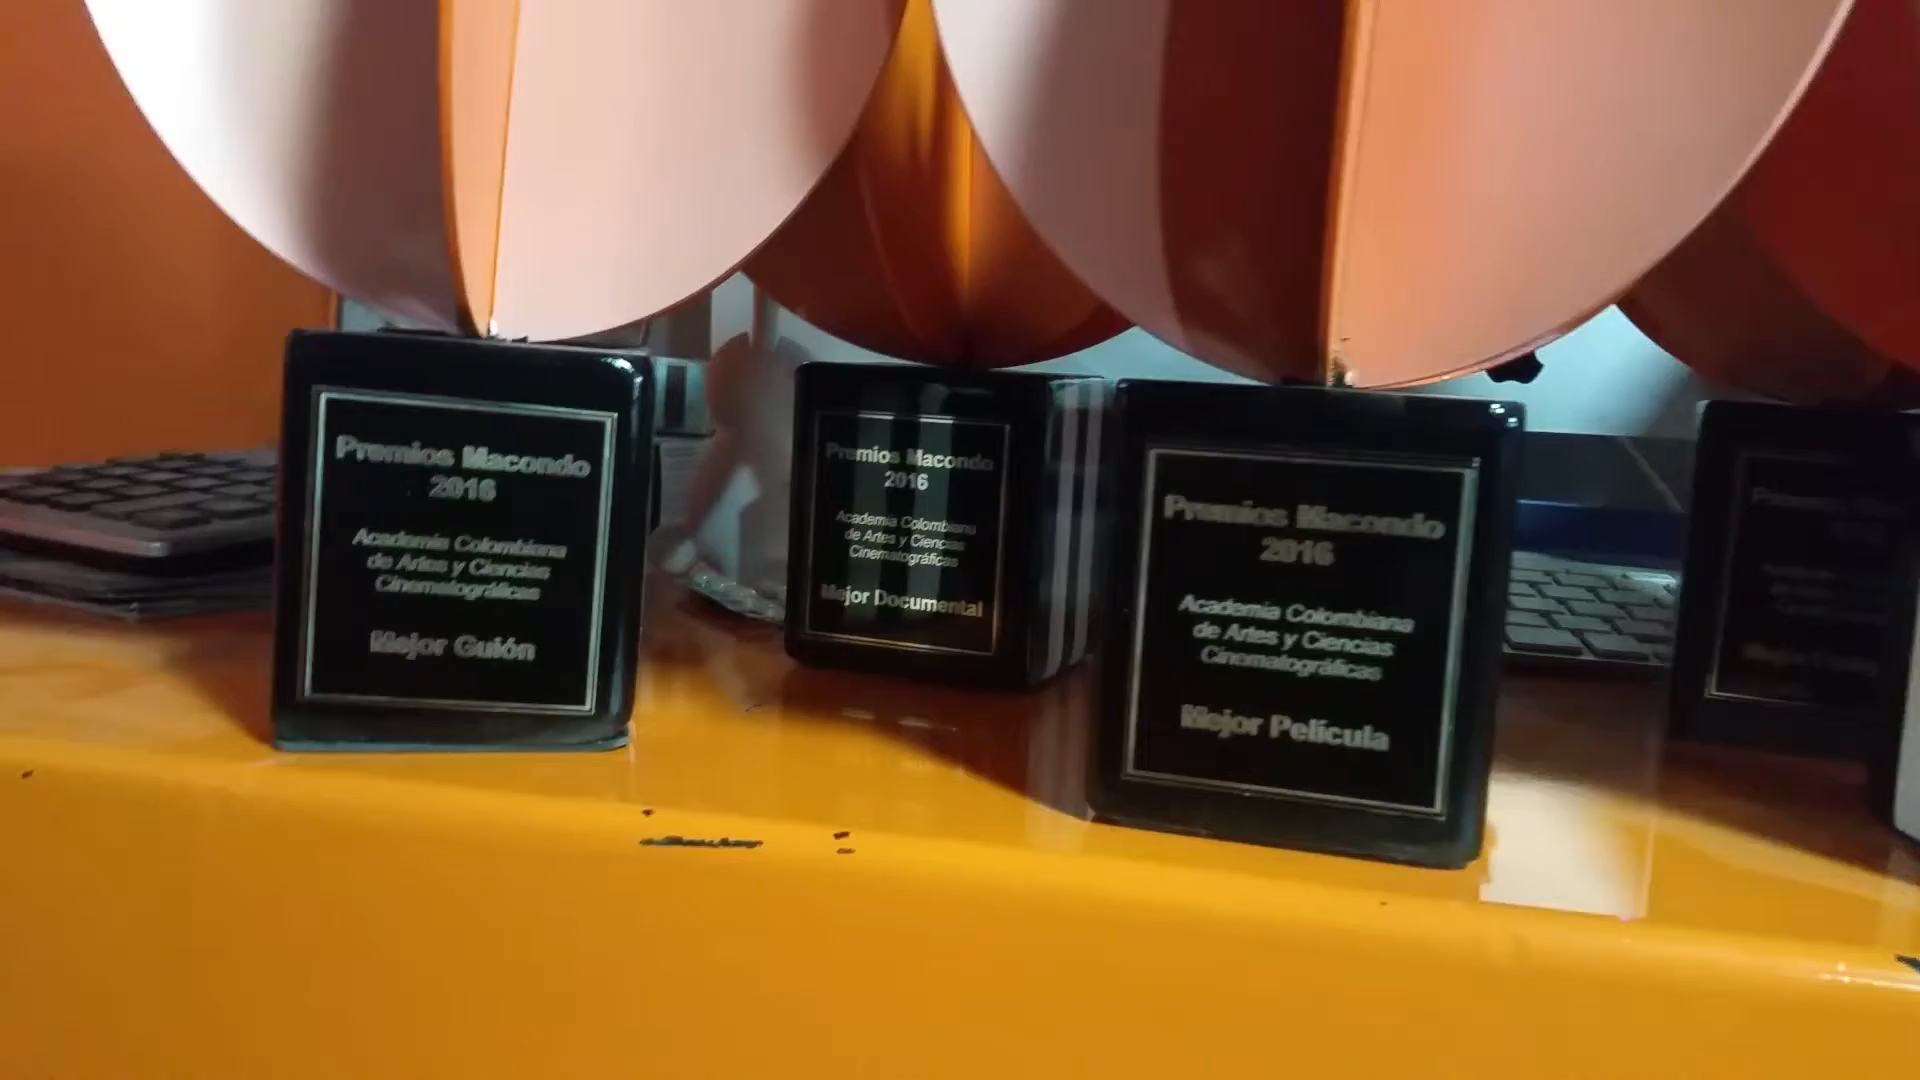 Premios Macondo
2016
Academia Colombiana
de Artes y Ciencias
Cinematográficas
Mejor Guión
Premios Macondo
2016
Academia Colombiana
de Artes y Ciencias
Cinematográficas
Mejor Documental
Premios Macondo
2016
Academia Colombiana
de Artes y Ciencias
Cinematográficas
Mejor Película